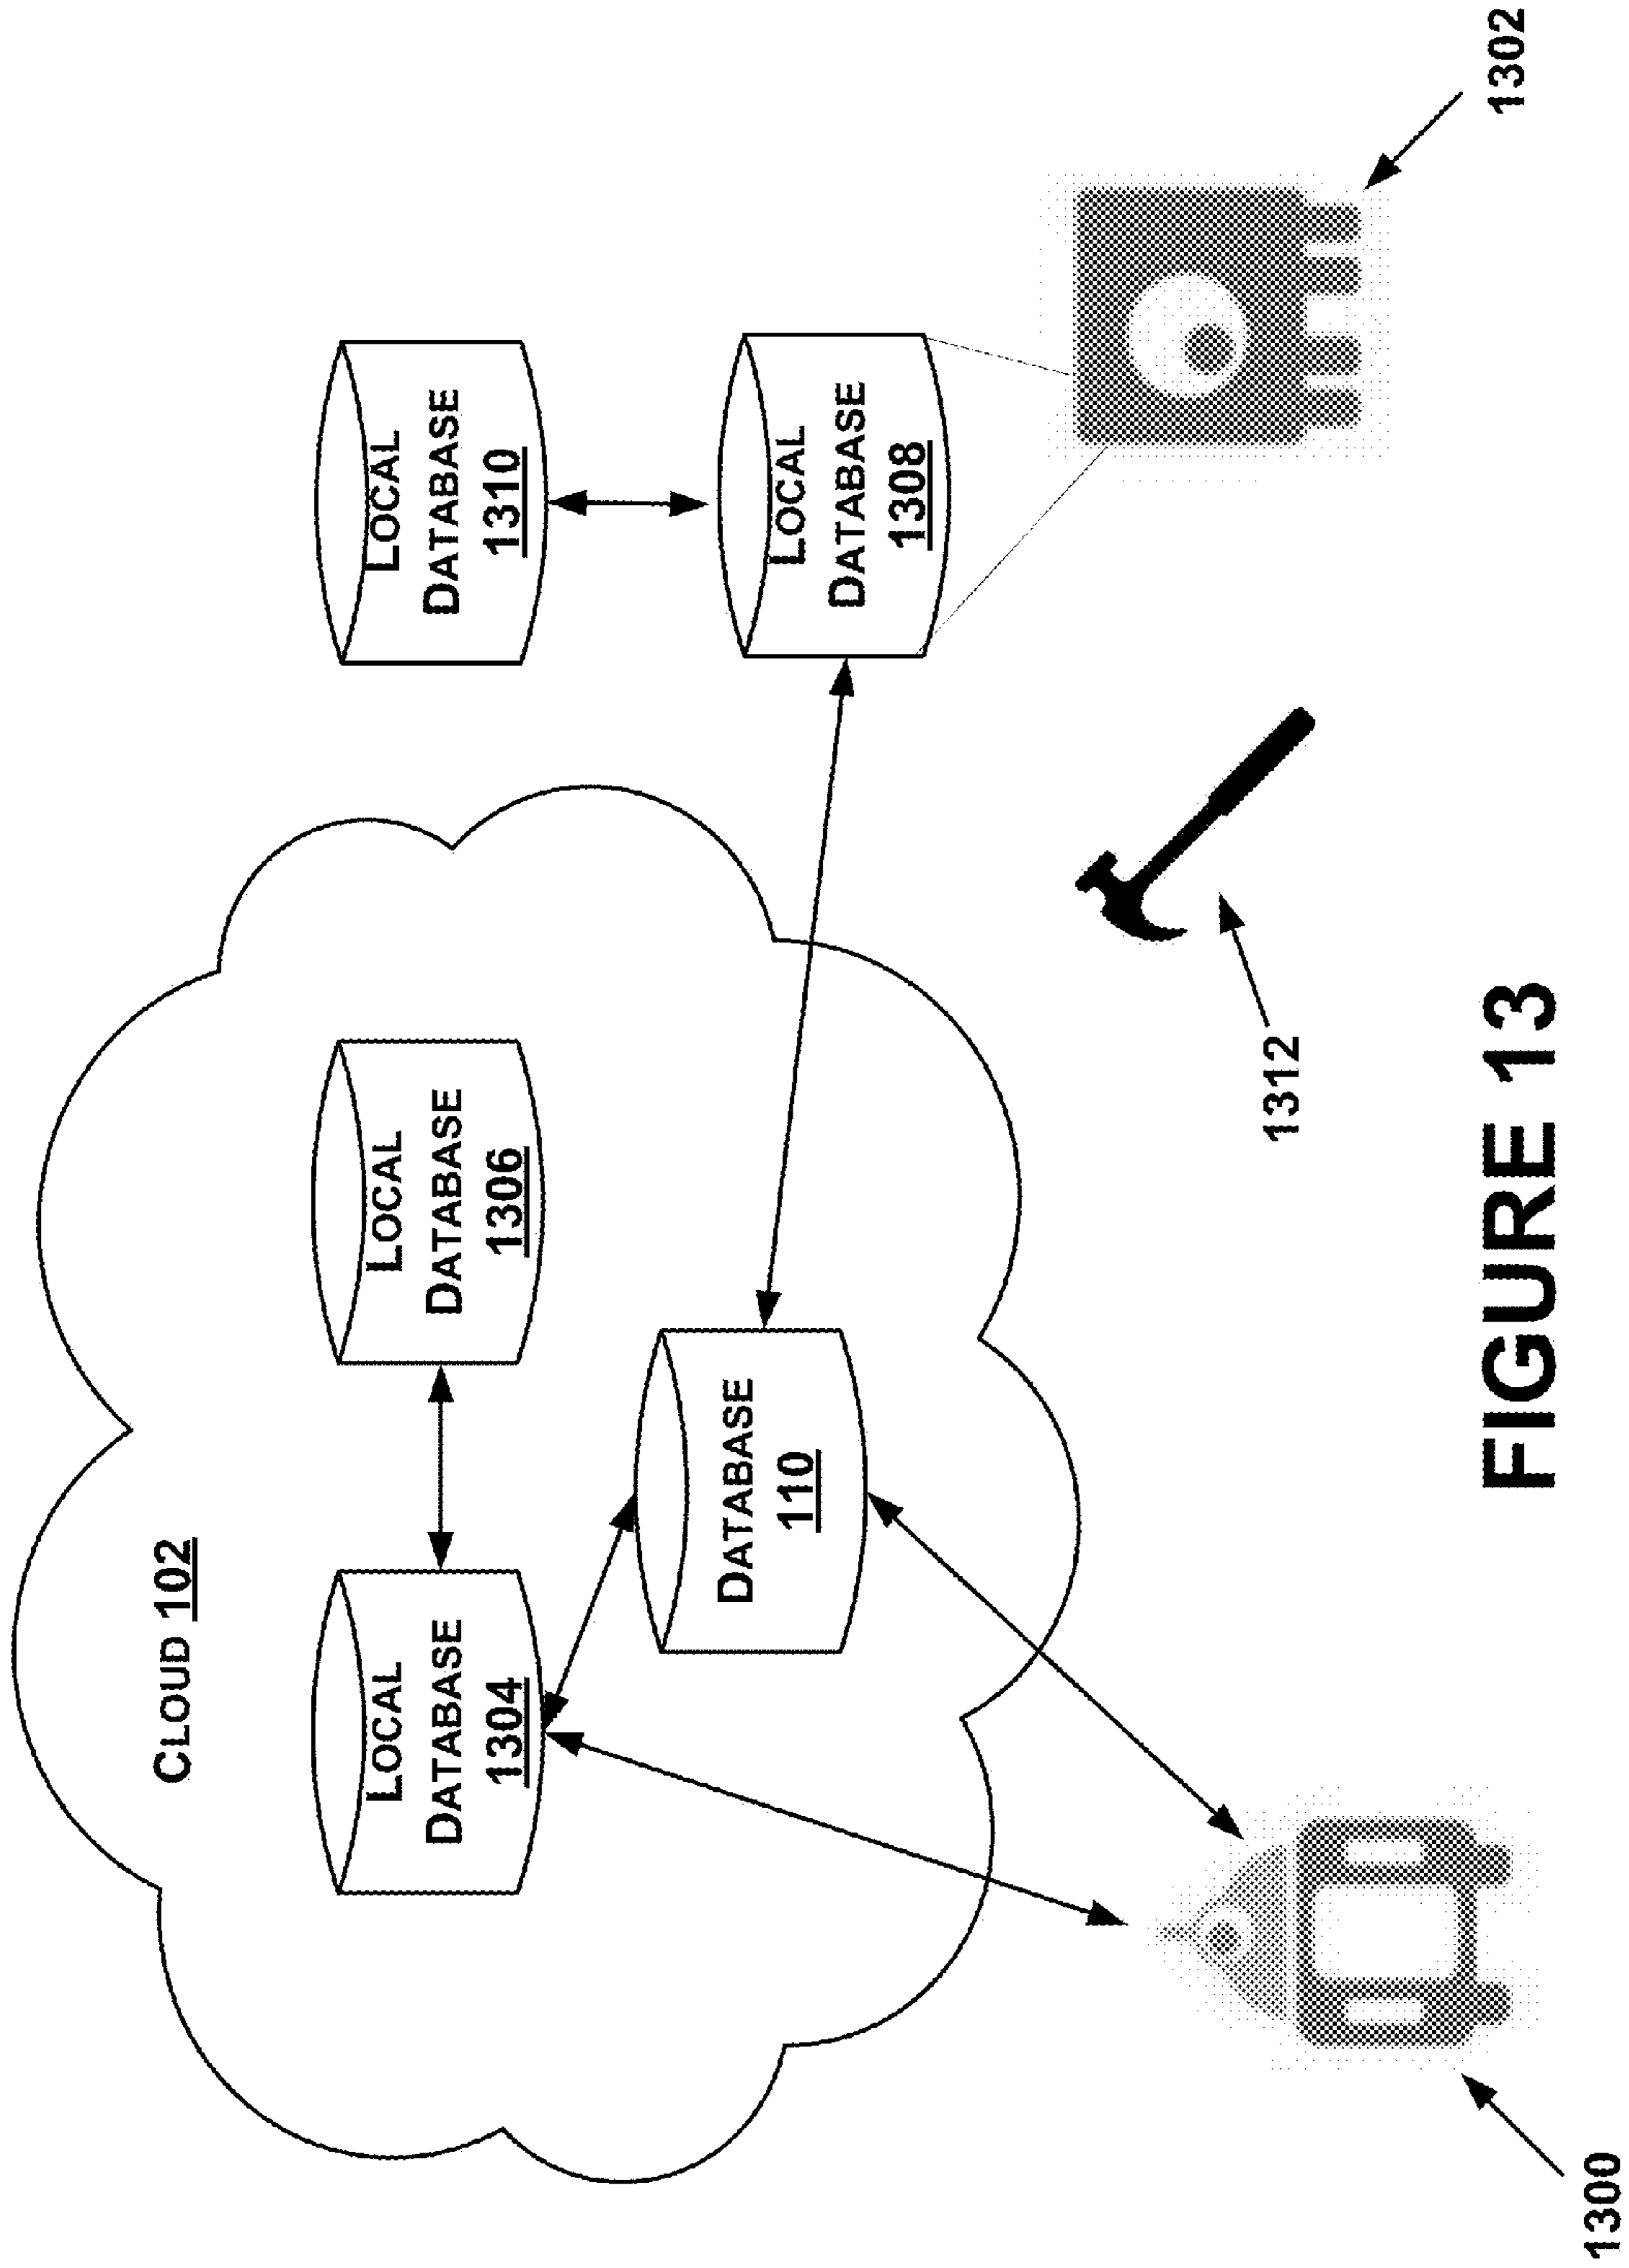 CLOUD 102
LOCAL
DATABASE
1304
LOCAL
DATABASE
1306
LOCAL
DATABASE
1310
DATABASE
110
LOCAL
DATABASE
1308
1312
1302
1300
FIGURE 13